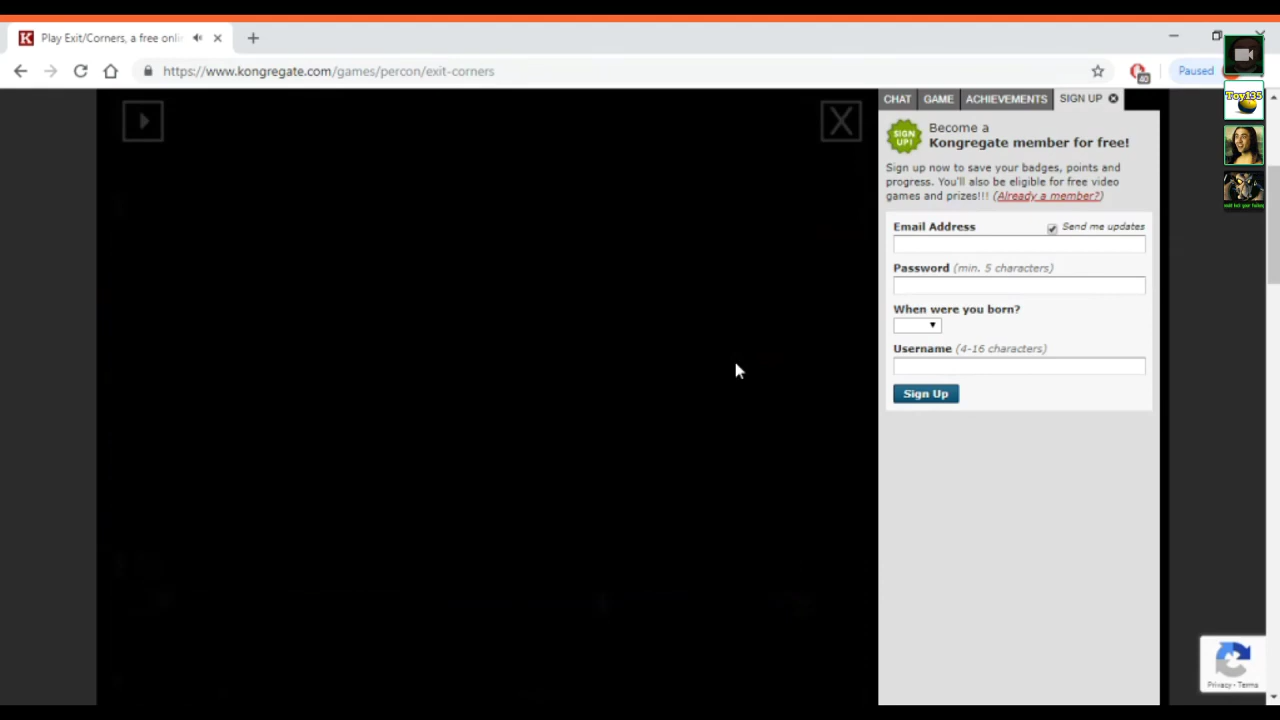 Play Exit/Corners, a free onli
https://www.kongregate.com/games/percon/exit-corners
40
Paused
Toy135
X
CHAT GAME ACHIEVEMENTS SIGN UP
SIGN UP!
Become a
Kongregate member for free!
Sign up now to save your badges, points and
progress. You'll also be eligible for free video
games and prizes!!! (Already a member?)
Email Address Send me updates
Password (min. 5 characters)
When were you born?
Username (4-16 characters)
Sign Up
Privacy - Terms